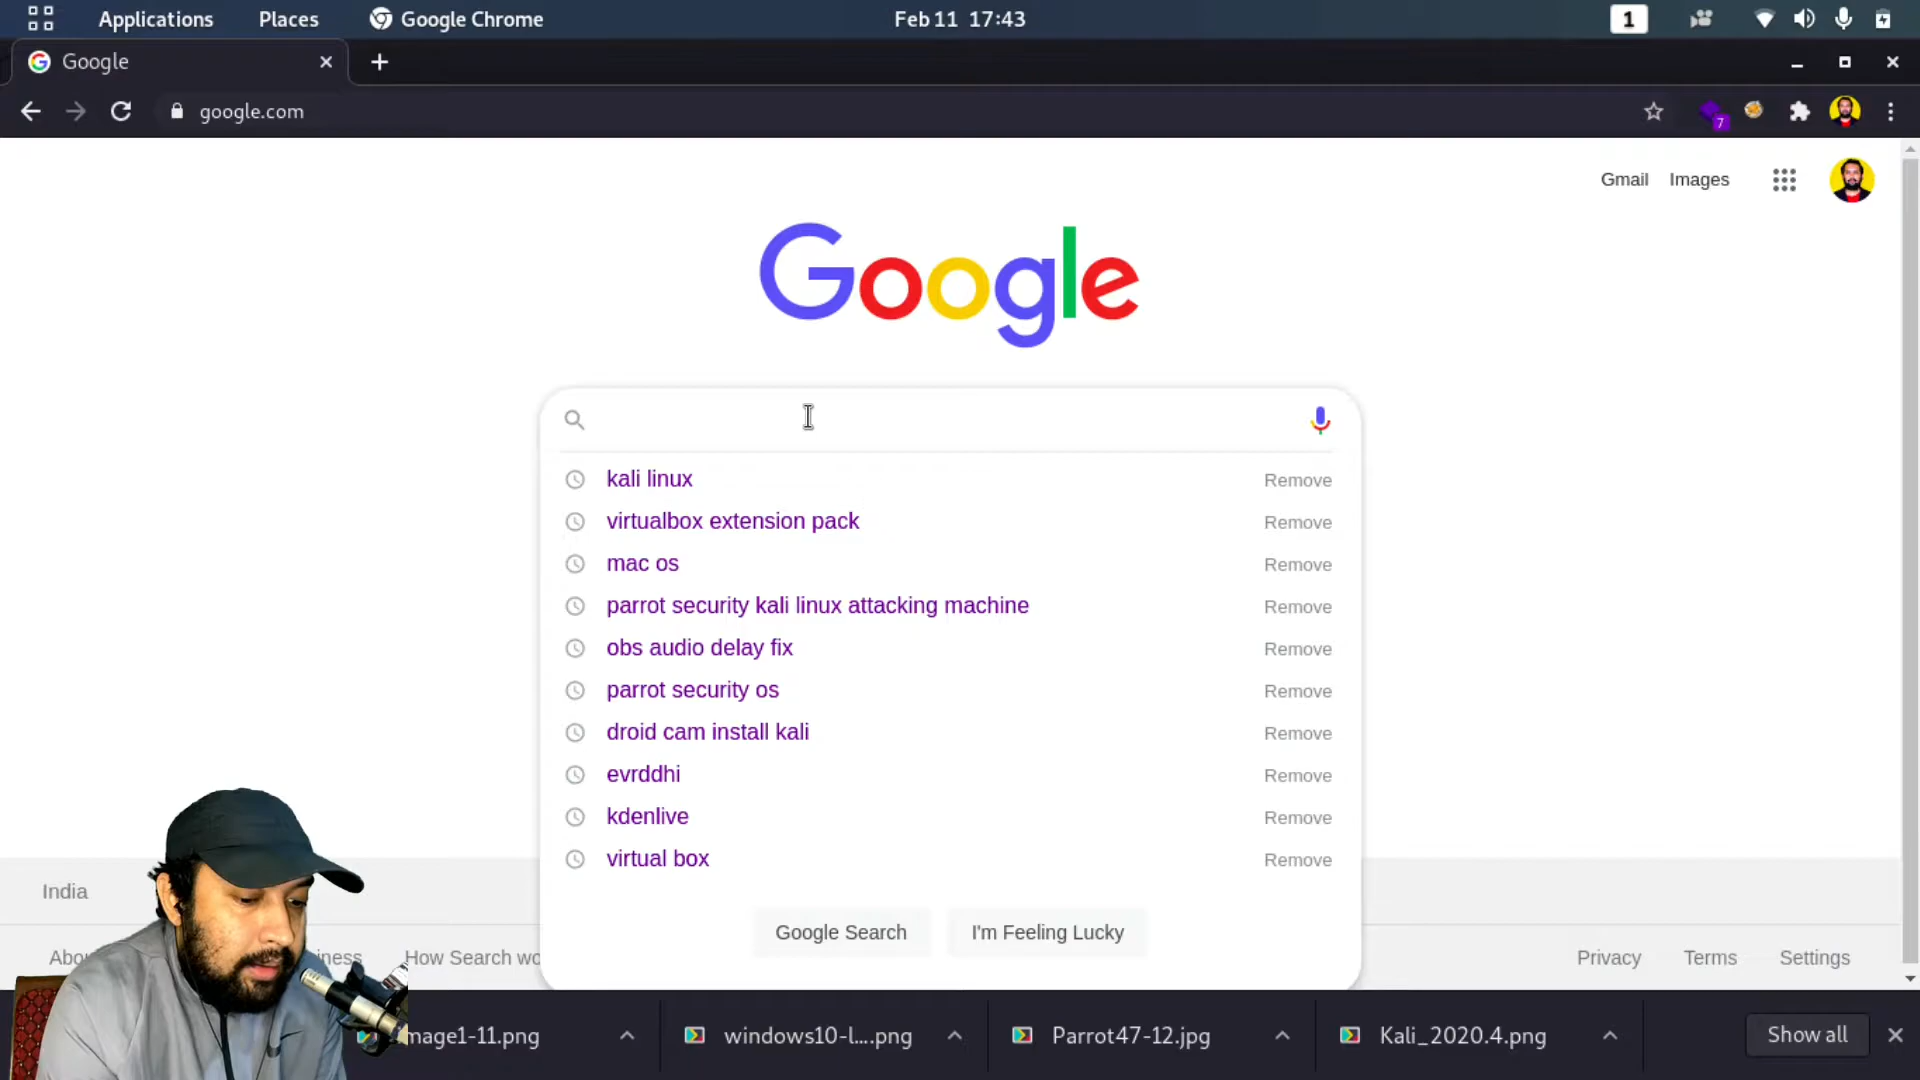 Applications Places Google Chrome Feb 11 17:43 1
Google
google.com 7
Gmail Images
Google
kali linux Remove
virtualbox extension pack Remove
mac os Remove
parrot security kali linux attacking machine Remove
obs audio delay fix Remove
parrot security os Remove
droid cam install kali Remove
evrddhi Remove
kdenlive Remove
virtual box Remove
Google Search I'm Feeling Lucky
India
How Search Privacy Terms Settings
windows10-l....png Parrot47-12.jpg Kali_2020.4.png Show all